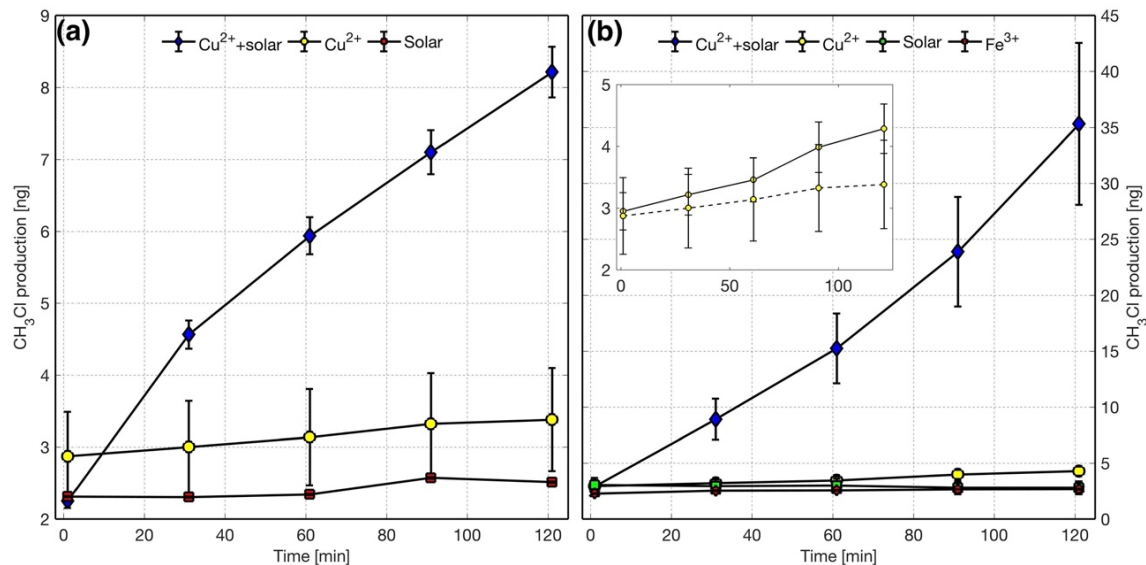 (a)
Cu2++solar Cu2+ Solar
CH3Cl production [ng]
9
8
7
6
5
4
3
2
0 20 40 60 80 100 120
Time [min]
(b)
Cu2++solar Cu2+ Solar Fe3+
5
4
3
2
0 50 100
45
40
35
30
25
20
15
10
5
0
CH3Cl production [ng]
0 20 40 60 80 100 120
Time [min]